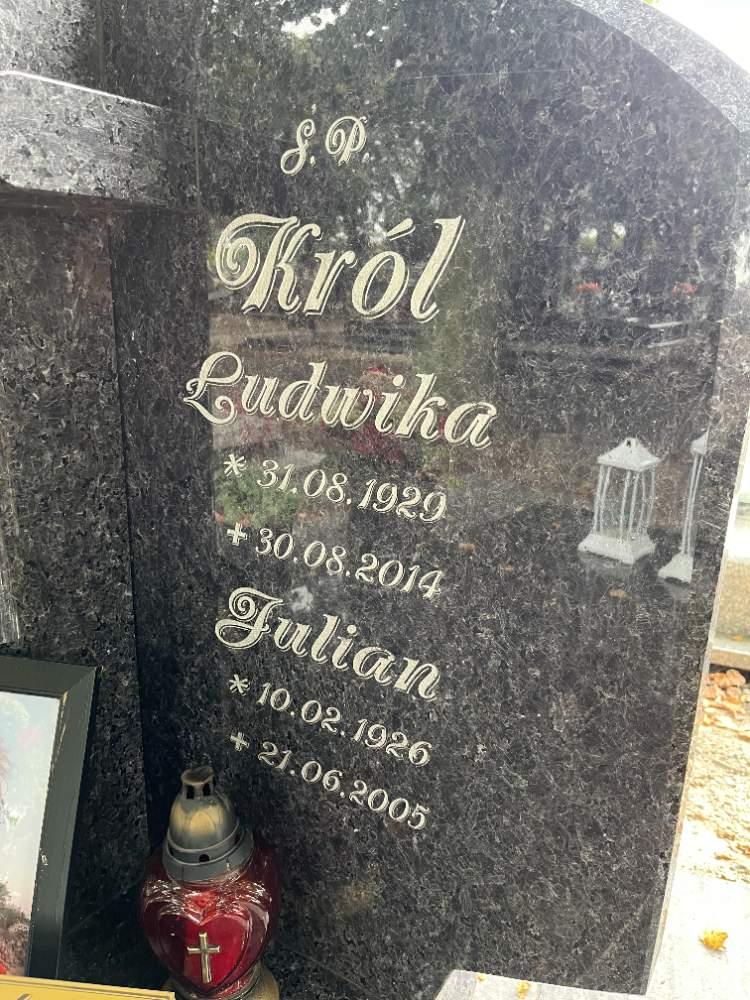 Ś.P.
Król
Ludwika
* 31.08.1929
+ 30.08.2014
Julian
* 10.02.1926
+ 21.06.2005